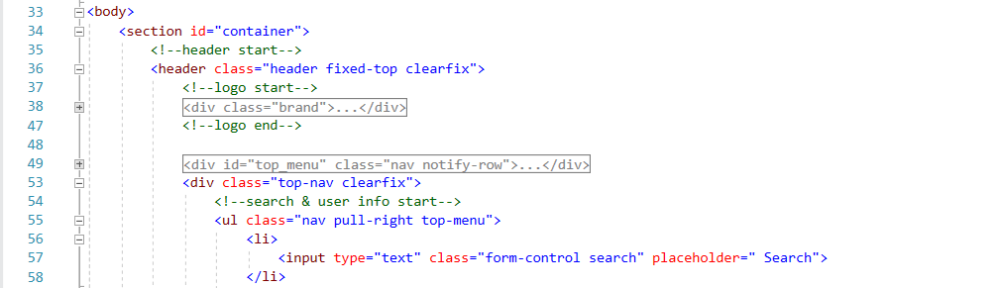 33 <body>
34 <section id="container">
35 <!--header start-->
36 <header class="header fixed-top clearfix">
37 <!--logo start-->
38 <div class="brand">...</div>
47 <!--logo end-->
48
49 <div id="top_menu" class="nav notify-row">...</div>
53 <div class="top-nav clearfix">
54 <!--search & user info start-->
55 <ul class="nav pull-right top-menu">
56 <li>
57 <input type="text" class="form-control search" placeholder=" Search">
58 </li>